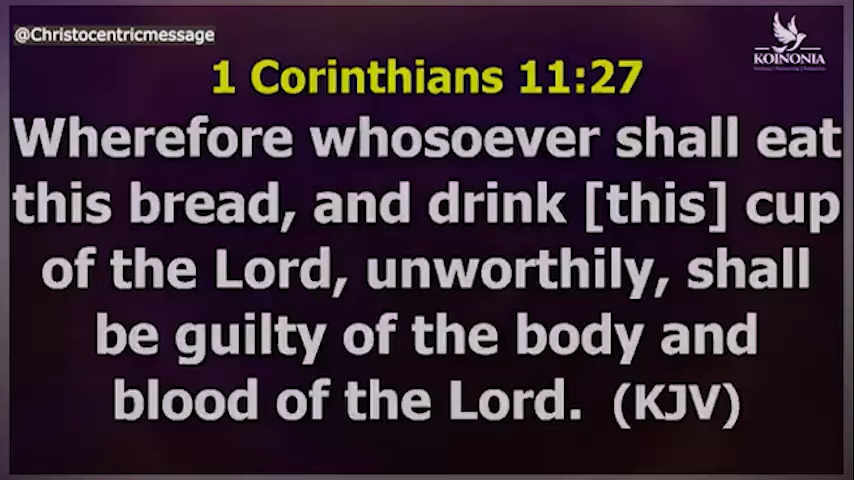 @Christocentricmessage
KOINONIA
1 Corinthians 11:27
Wherefore whosoever shall eat
this bread, and drink [this] cup
of the Lord, unworthily, shall
be guilty of the body and
blood of the Lord. (KJV)